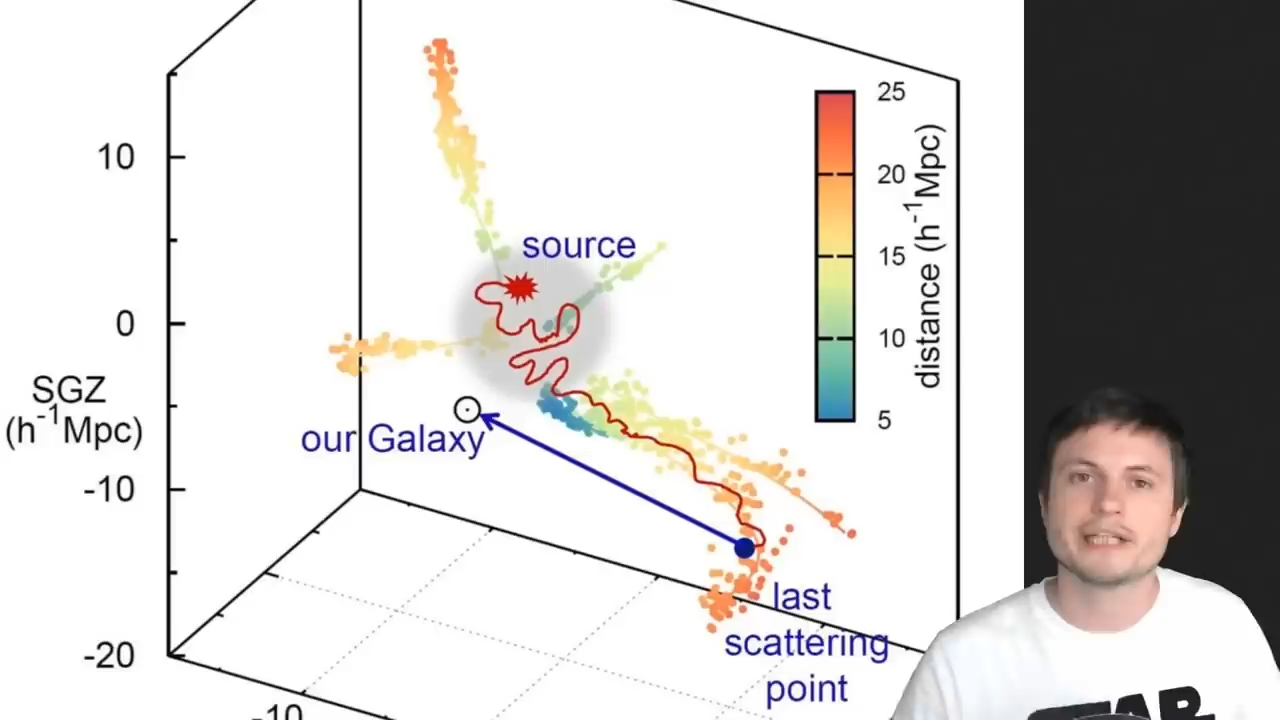 10
0
SGZ
(h⁻¹Mpc)
-10
-20
-10
source
our Galaxy
last
scattering
point
25
20
15
10
5
distance (h⁻¹Mpc)
STAR